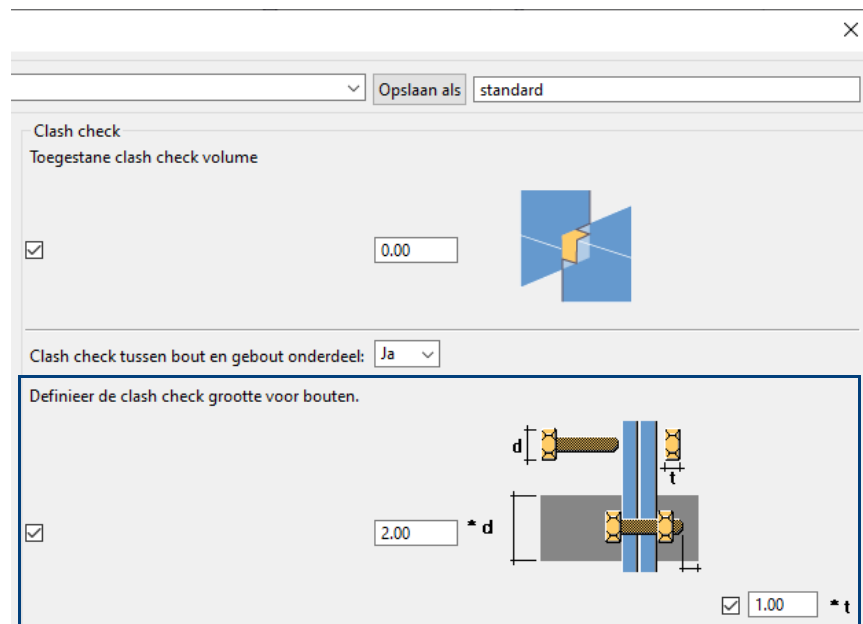 Opslaan als standard
Clash check
Toegestane clash check volume
0.00
Clash check tussen bout en gebout onderdeel: Ja
Definieer de clash check grootte voor bouten.
d
t
2.00 * d
1.00 * t